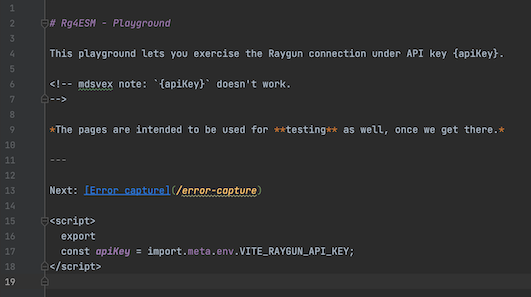 1
2 # Rg4ESM - Playground
3
4 This playground lets you exercise the Raygun connection under API key {apiKey}.
5
6 <!-- mdsvex note: `{apiKey}` doesn't work.
7 -->
8
9 *The pages are intended to be used for **testing** as well, once we get there.*
10
11 ---
12
13 Next: [Error capture](/error-capture)
14
15 <script>
16   export
17   const apiKey = import.meta.env.VITE_RAYGUN_API_KEY;
18 </script>
19